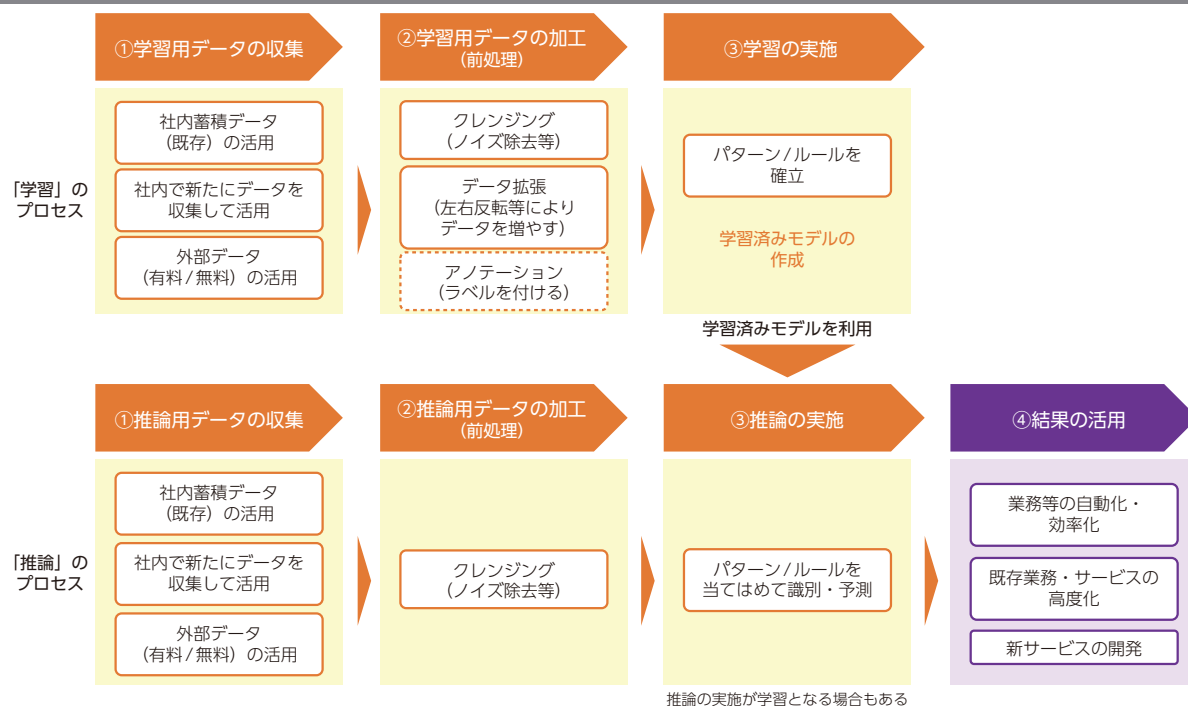 ①学習用データの収集
②学習用データの加工
(前処理)
③学習の実施
「学習」の
プロセス
社内蓄積データ
(既存) の活用
社内で新たにデータを
収集して活用
外部データ
(有料/無料) の活用
クレンジング
(ノイズ除去等)
データ拡張
(左右反転等により
データを増やす)
アノテーション
(ラベルを付ける)
パターン/ルールを
確立
学習済みモデルの
作成
学習済みモデルを利用
①推論用データの収集
②推論用データの加工
(前処理)
③推論の実施
④結果の活用
「推論」の
プロセス
社内蓄積データ
(既存) の活用
社内で新たにデータを
収集して活用
外部データ
(有料/無料) の活用
クレンジング
(ノイズ除去等)
パターン/ルールを
当てはめて識別・予測
業務等の自動化・
効率化
既存業務・サービスの
高度化
新サービスの開発
推論の実施が学習となる場合もある